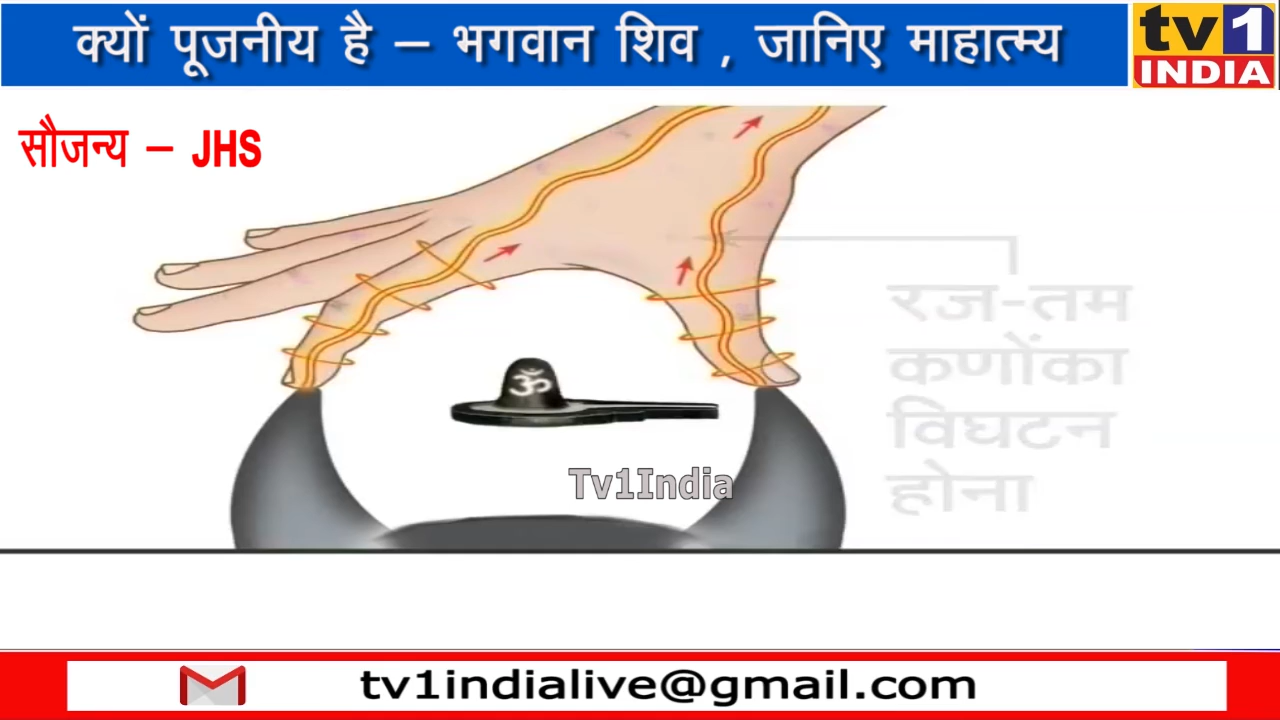 क्यों पूजनीय है – भगवान शिव , जानिए माहात्म्य
tv1
INDIA
सौजन्य – JHS
रज-तम
कणोंका
विघटन
होना
ॐ
Tv1India
tv1indialive@gmail.com